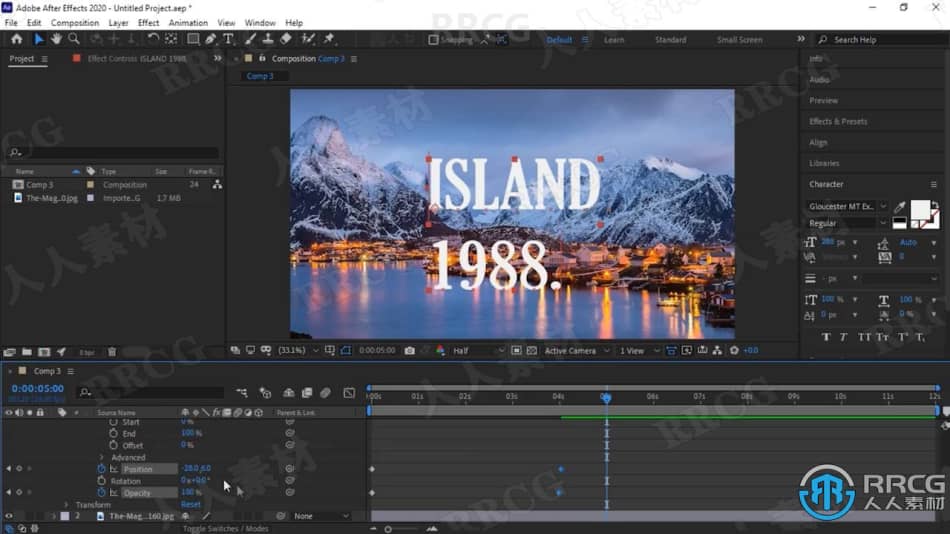 Adobe After Effects 2020 - Untitled Project.aep *
File Edit Composition Layer Effect Animation View Window Help
Snapping Default Learn Standard Small Screen Search Help
Project Effect Controls ISLAND 1980. Composition Comp 3
Comp 3
Info
Audio
Preview
Effects & Presets
Align
Libraries
Character
Gloucester MT Ex...
Regular
280 px Auto
0
- px
100 % 100 %
0 px 0 %
T T TT Tt T¹ T₁
Name Type Size Frame R...
Comp 3 Composition 24
The-Mag...0.jpg Importe...G 1.7 MB
ISLAND
1988.
8 bpc
(33.1%) 0:00:05:00 Half Active Camera 1 View +0.0
Comp 3
0:00:05:00
Source Name Parent & Link
:00s 01s 02s 03s 04s 06s 07s 08s 09s 10s 11s 12s
Start 0 %
End 100 %
Offset 0 %
Advanced
Position -28.0,6.0
Rotation 0 x+0.0°
Opacity 100 %
Transform Reset
2 The-Mag...160.jpg None
Toggle Switches / Modes
RRCG
人人素材